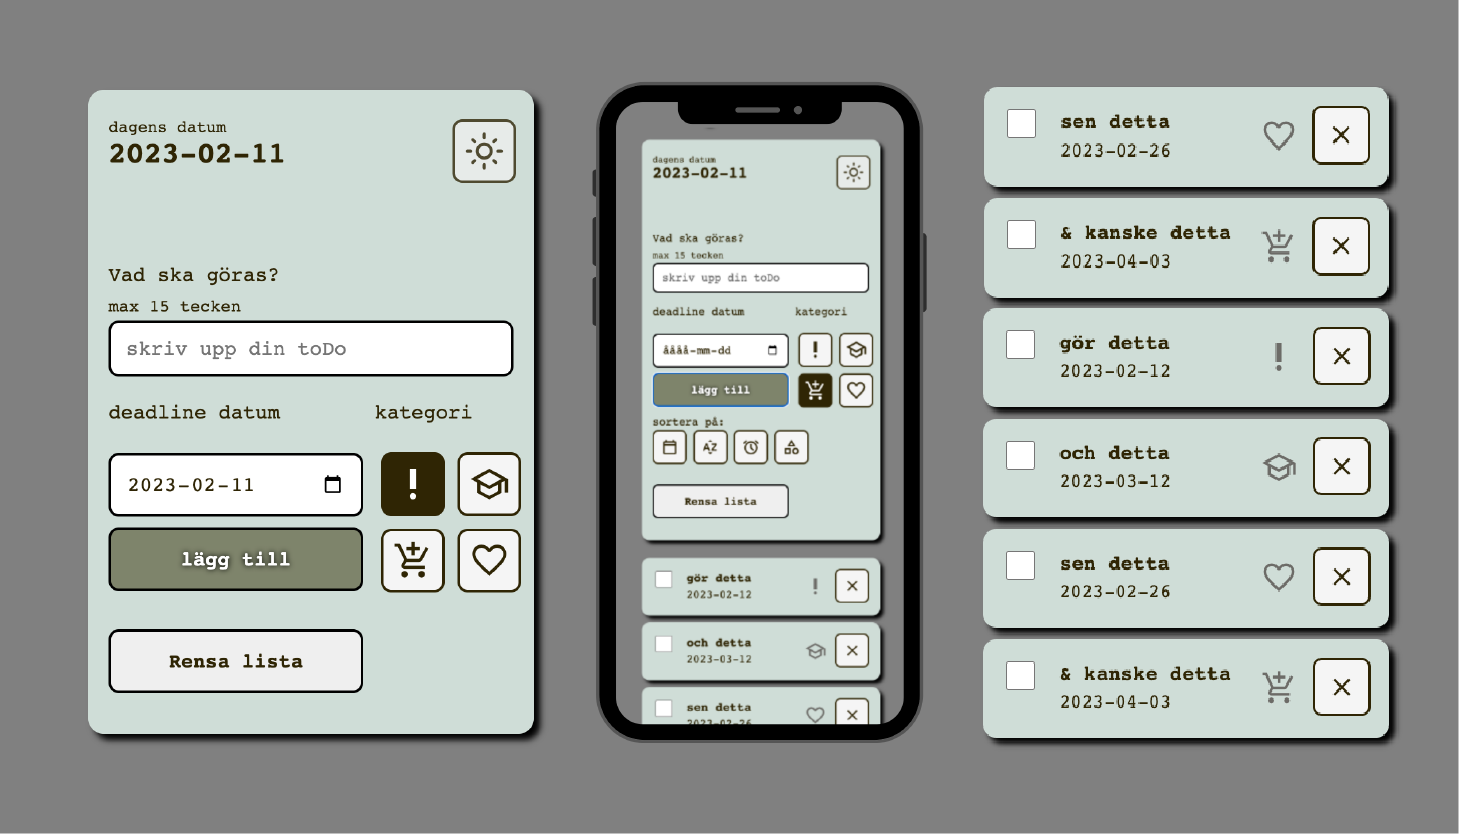 dagens datum
2023-02-11
Vad ska göras?
max 15 tecken
skriv upp din toDo
deadline datum
kategori
2023-02-11
lägg till
Rensa lista
dagens datum
2023-02-11
Vad ska göras?
max 15 tecken
skriv upp din toDo
deadline datum
kategori
åååå-mm-dd
lägg till
sortera på:
AZ
Rensa lista
gör detta
2023-02-12
och detta
2023-03-12
sen detta
2023-02-26
sen detta
2023-02-26
& kanske detta
2023-04-03
gör detta
2023-02-12
och detta
2023-03-12
sen detta
2023-02-26
& kanske detta
2023-04-03